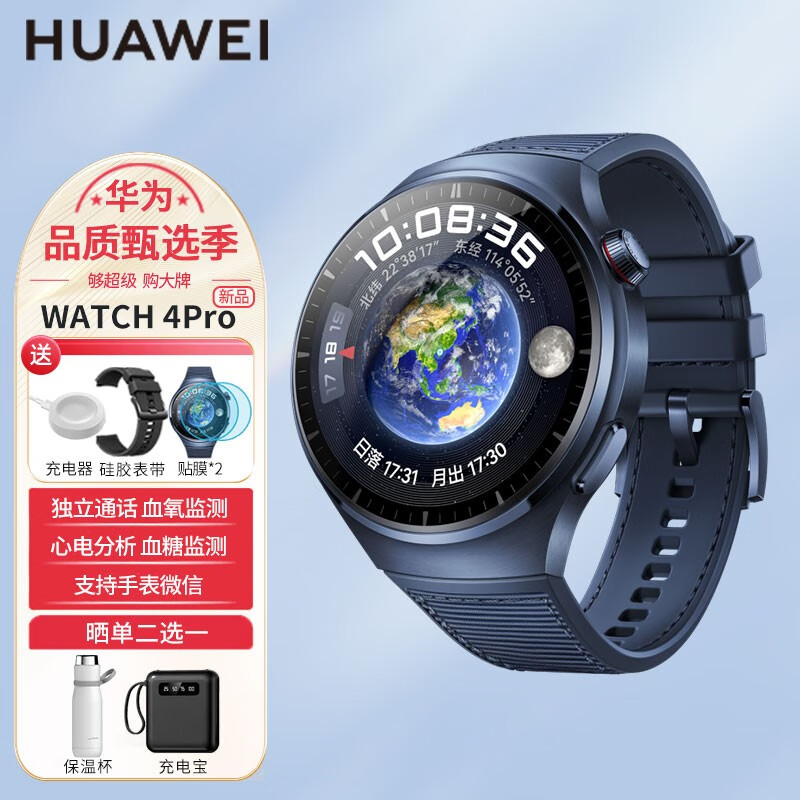 HUAWEI
华为
品质甄选季
够超级 购大牌
新品
WATCH 4Pro
送
充电器 硅胶表带 贴膜*2
独立通话 血氧监测
心电分析 血糖监测
支持手表微信
晒单二选一
保温杯 充电宝
10:08:36
北纬 22°38'17" 东经 114°05'52"
17 18 19
日落 17:31 月出 17:30